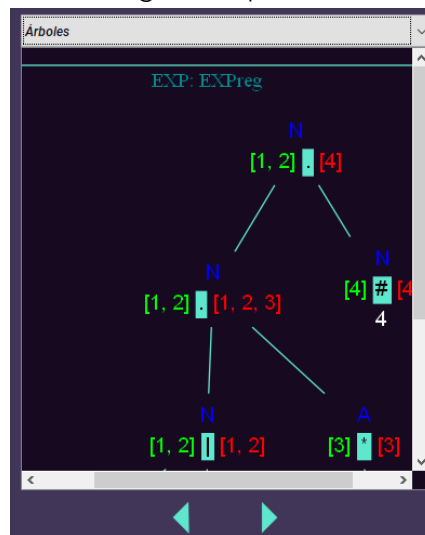 Árboles
EXP: EXPreg
N
[1, 2] . [4]
N
[4] # [4
4
N
[1, 2] . [1, 2, 3]
N
[1, 2] | [1, 2]
A
[3] * [3]